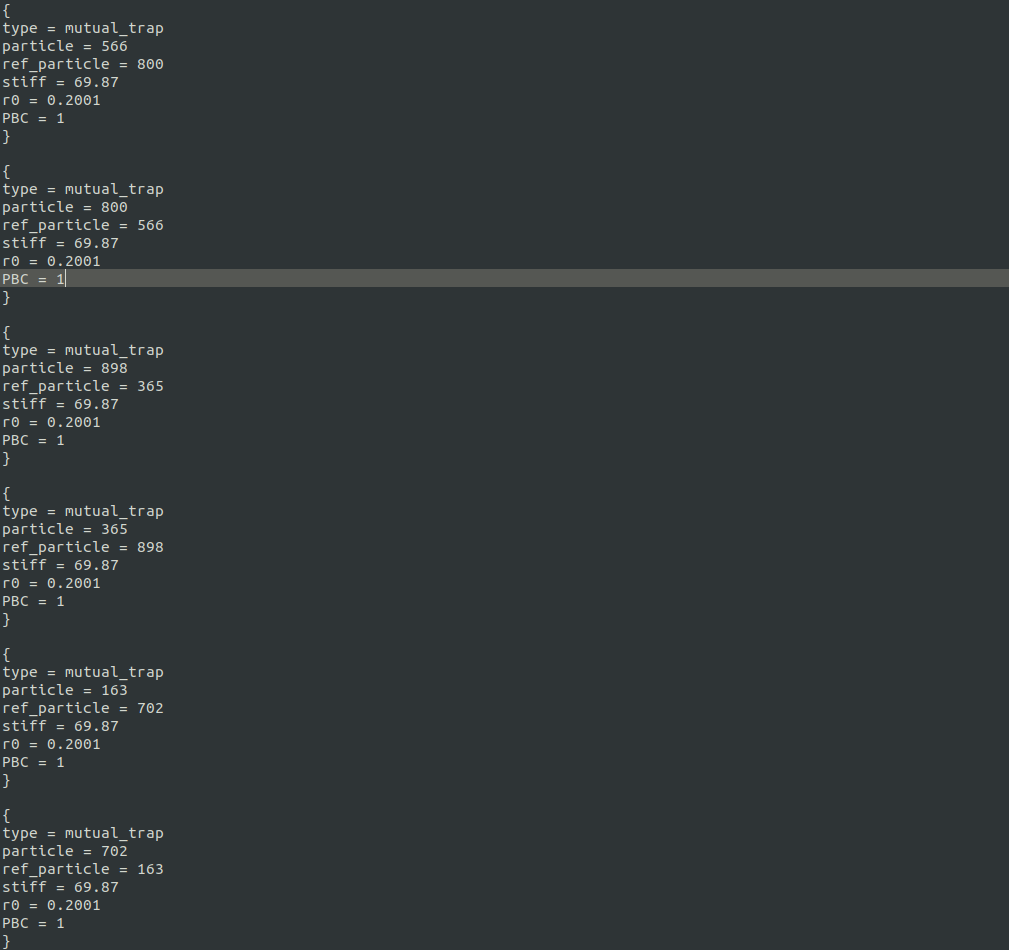 {
type = mutual_trap
particle = 566
ref_particle = 800
stiff = 69.87
r0 = 0.2001
PBC = 1
}
{
type = mutual_trap
particle = 800
ref_particle = 566
stiff = 69.87
r0 = 0.2001
PBC = 1
}
{
type = mutual_trap
particle = 898
ref_particle = 365
stiff = 69.87
r0 = 0.2001
PBC = 1
}
{
type = mutual_trap
particle = 365
ref_particle = 898
stiff = 69.87
r0 = 0.2001
PBC = 1
}
{
type = mutual_trap
particle = 163
ref_particle = 702
stiff = 69.87
r0 = 0.2001
PBC = 1
}
{
type = mutual_trap
particle = 702
ref_particle = 163
stiff = 69.87
r0 = 0.2001
PBC = 1
}